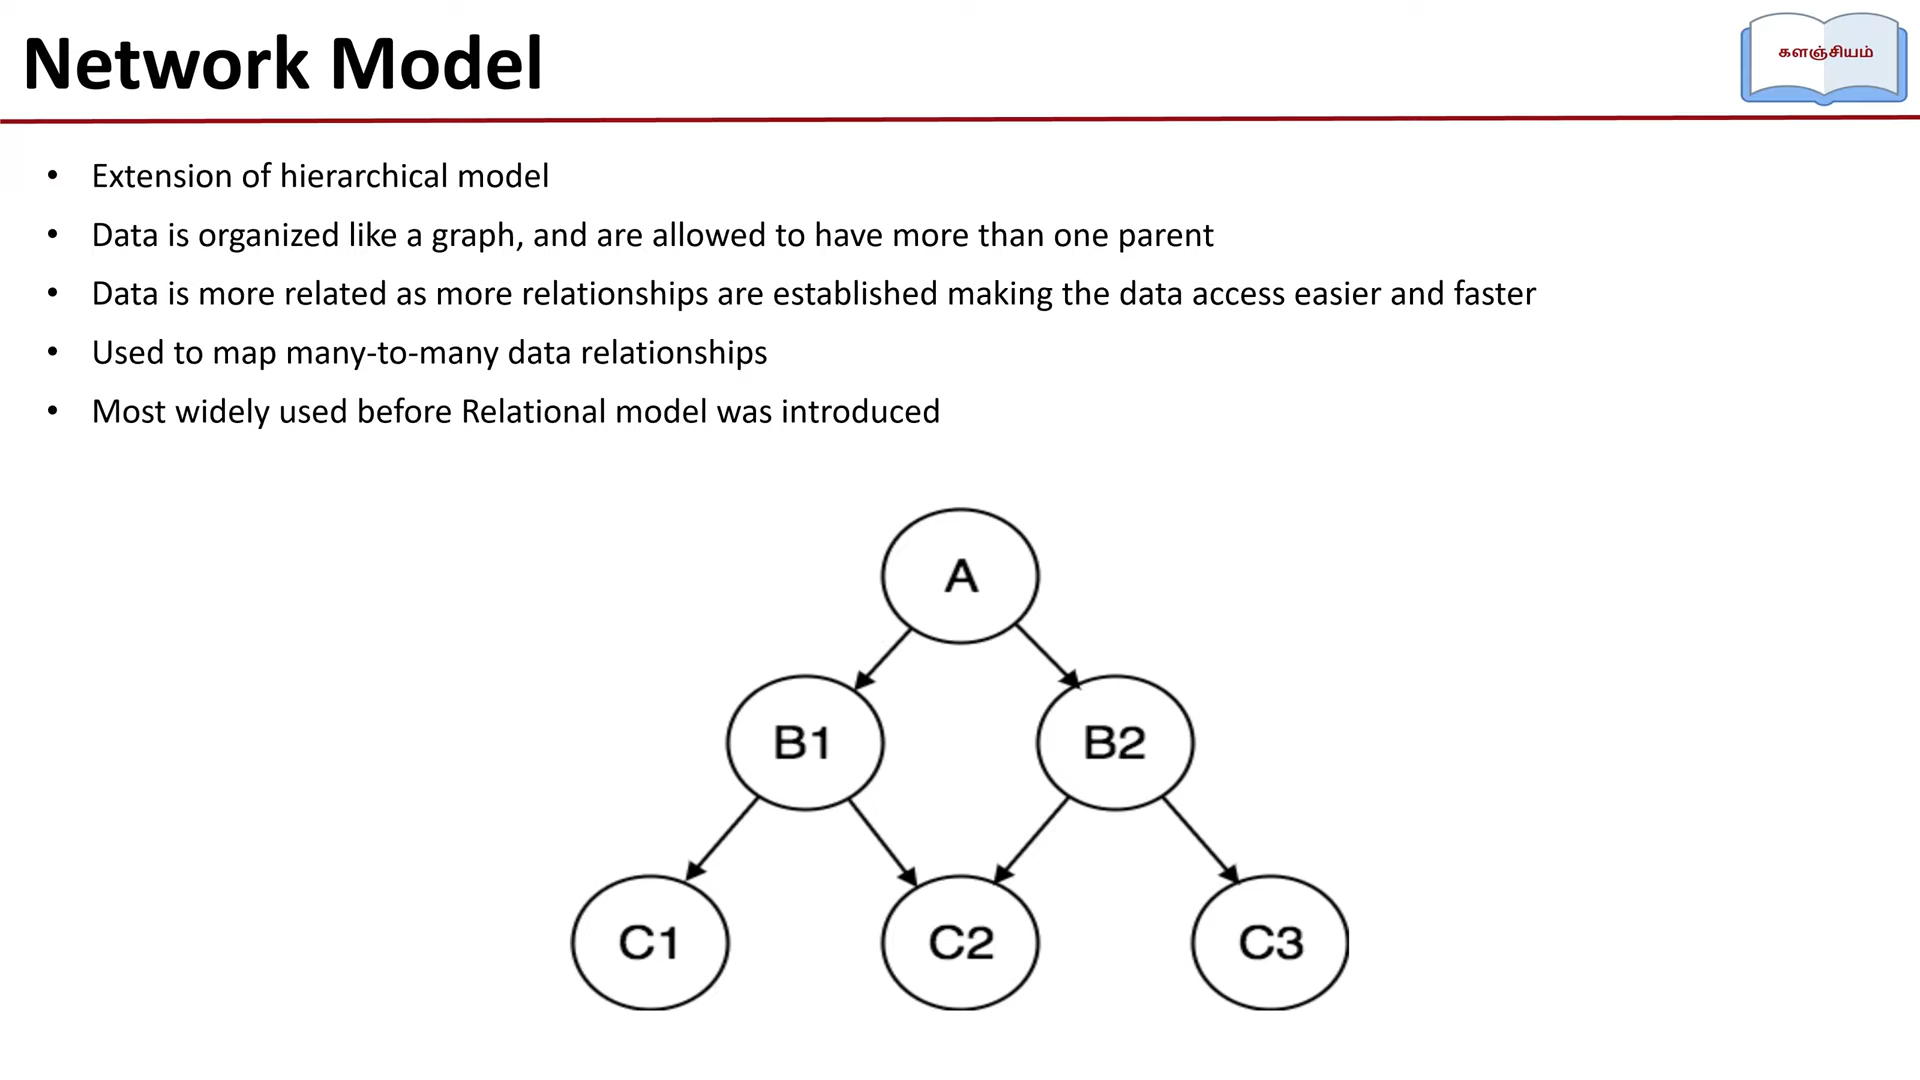 Network Model
களஞ்சியம்
• Extension of hierarchical model
• Data is organized like a graph, and are allowed to have more than one parent
• Data is more related as more relationships are established making the data access easier and faster
• Used to map many-to-many data relationships
• Most widely used before Relational model was introduced
A
B1 B2
C1 C2 C3